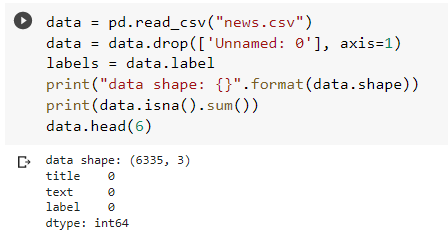 data = pd.read_csv("news.csv")
data = data.drop(['Unnamed: 0'], axis=1)
labels = data.label
print("data shape: {}".format(data.shape))
print(data.isna().sum())
data.head(6)
data shape: (6335, 3)
title    0
text     0
label    0
dtype: int64